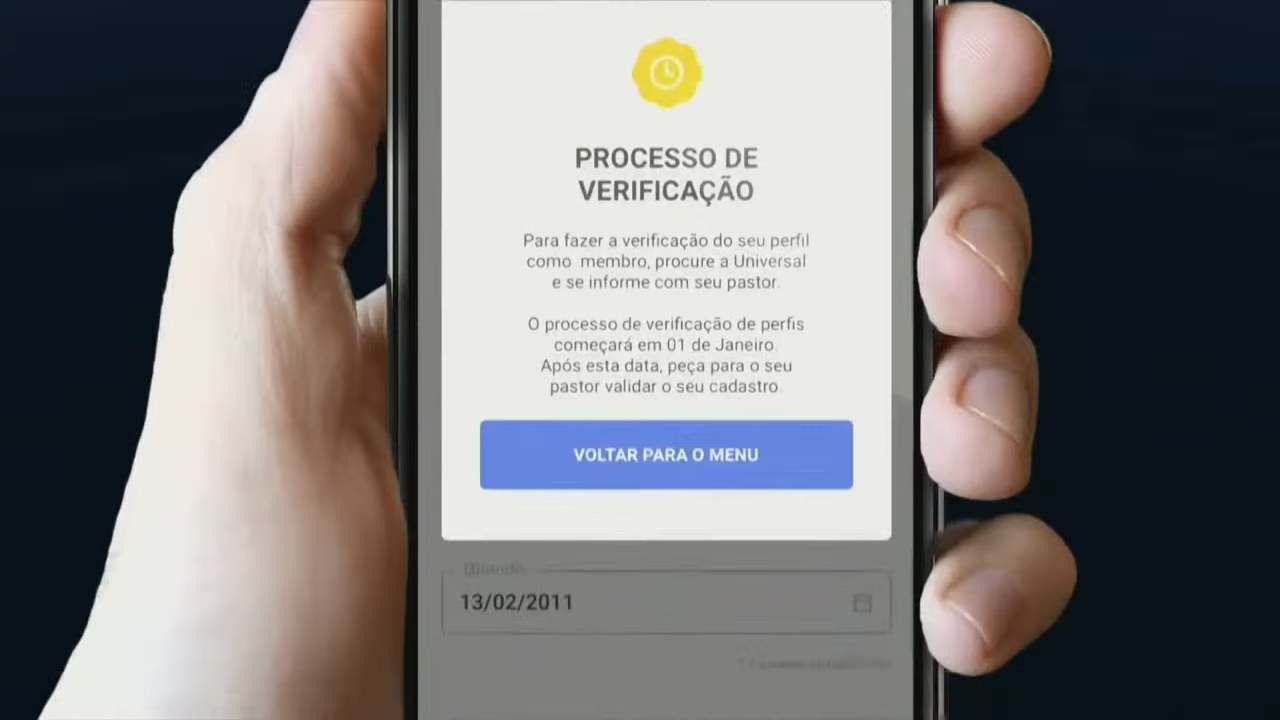 PROCESSO DE
VERIFICAÇÃO
Para fazer a verificação do seu perfil
como membro, procure a Universal
e se informe com seu pastor.
O processo de verificação de perfis
começará em 01 de Janeiro.
Após esta data, peça para o seu
pastor validar o seu cadastro.
VOLTAR PARA O MENU
Quando
13/02/2011